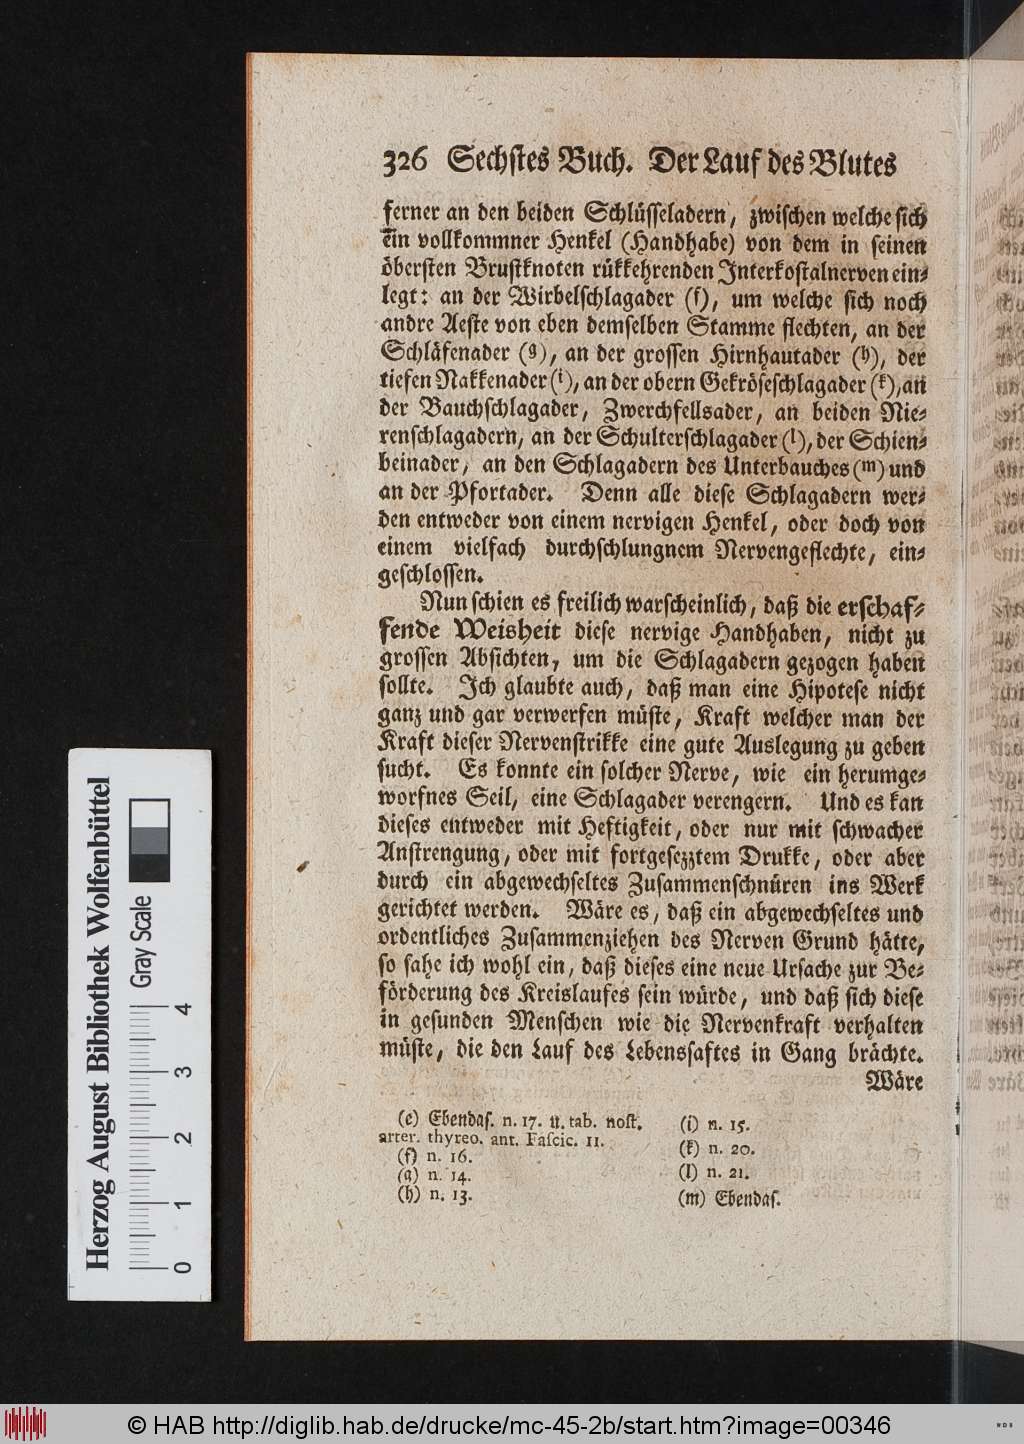 326 Sechstes Buch. Der Lauf des Blutes
ferner an den beiden Schlüsseladern, zwischen welche sich
ein vollkommner Henkel (Handhabe) von dem in seinen
öbersten Brustknoten rükkehrenden Interkostalnerven ein-
legt: an der Wirbelschlagader (f), um welche sich noch
andre Aeste von eben demselben Stamme flechten, an der
Schläfenader (g), an der grossen Hirnhautader (h), der
tiefen Nakkenader (i), an der obern Gekröseschlagader (k), an
der Bauchschlagader, Zwerchfellsader, an beiden Nie-
renschlagadern, an der Schulterschlagader (l), der Schien-
beinader, an den Schlagadern des Unterbauches (m) und
an der Pfortader. Denn alle diese Schlagadern wer-
den entweder von einem nervigen Henkel, oder doch von
einem vielfach durchschlungnem Nervengeflechte, ein-
geschlossen.
Nun schien es freilich warscheinlich, daß die erschaf-
fende Weisheit diese nervige Handhaben, nicht zu
grossen Absichten, um die Schlagadern gezogen haben
sollte. Ich glaubte auch, daß man eine Hipotese nicht
ganz und gar verwerfen müste, Kraft welcher man der
Kraft dieser Nervenstrikke eine gute Auslegung zu geben
sucht. Es konnte ein solcher Nerve, wie ein herumge-
worfnes Seil, eine Schlagader verengern. Und es kan
dieses entweder mit Heftigkeit, oder nur mit schwacher
Anstrengung, oder mit fortgesezztem Drukke, oder aber
durch ein abgewechseltes Zusammenschnüren ins Werk
gerichtet werden. Wäre es, daß ein abgewechseltes und
ordentliches Zusammenziehen des Nerven Grund hätte,
so sahe ich wohl ein, daß dieses eine neue Ursache zur Be-
förderung des Kreislaufes sein würde, und daß sich diese
in gesunden Menschen wie die Nervenkraft verhalten
müste, die den Lauf des Lebenssaftes in Gang brächte.
Wäre
(e) Ebendas. n. 17. u. tab. nost.
arter. thyreo. ant. Fascic. 11.
(f) n. 16.
(g) n. 14.
(h) n. 13.
(i) n. 15.
(k) n. 20.
(l) n. 21.
(m) Ebendas.
Herzog August Bibliothek Wolfenbüttel
Gray Scale
0 1 2 3 4
© HAB http://diglib.hab.de/drucke/mc-45-2b/start.htm?image=00346